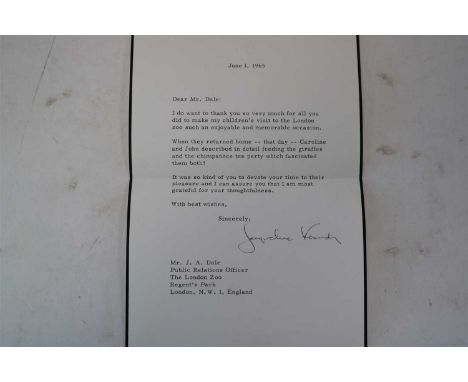 June 1, 1965
Dear Mr. Dale:
I do want to thank you so very much for all you
did to make my children's visit to the London
zoo such an enjoyable and memorable occasion.
When they returned home -- that day -- Caroline
and John described in detail feeding the giraffes
and the chimpanzee tea party which fascinated
them both!
It was so kind of you to devote your time to their
pleasure and I can assure you that I am most
grateful for your thoughtfulness.
With best wishes,
Sincerely,
Jacqueline Kennedy
Mr. J. A. Dale
Public Relations Officer
The London Zoo
Regent's Park
London, N.W. 1, England